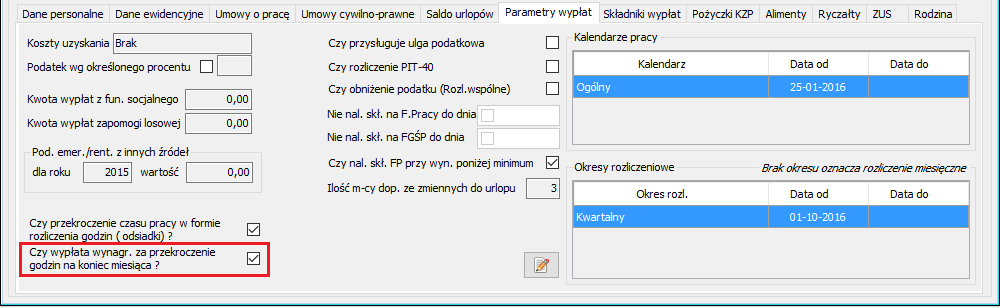 Dane personalne Dane ewidencyjne Umowy o pracę Umowy cywilno-prawne Saldo urlopów Parametry wypłat Składniki wypłat Pożyczki KZP Alimenty Ryczałty ZUS Rodzina
Koszty uzyskania Brak
Podatek wg określonego procentu
Kwota wypłat z fun. socjalnego 0,00
Kwota wypłat zapomogi losowej 0,00
Pod. emer./rent. z innych źródeł
dla roku 2015 wartość 0,00
Czy przekroczenie czasu pracy w formie
rozliczenia godzin ( odsiadki) ?
Czy wypłata wynagr. za przekroczenie
godzin na koniec miesiąca ?
Czy przysługuje ulga podatkowa
Czy rozliczenie PIT-40
Czy obniżenie podatku (Rozl.wspólne)
Nie nal. skł. na F.Pracy do dnia
Nie nal. skł. na FGŚP do dnia
Czy nal. skł. FP przy wyn. poniżej minimum
Ilość m-cy dop. ze zmiennych do urlopu 3
Kalendarze pracy
Kalendarz Data od Data do
Ogólny 25-01-2016
Okresy rozliczeniowe Brak okresu oznacza rozliczenie miesięczne
Okres rozl. Data od Data do
Kwartalny 01-10-2016